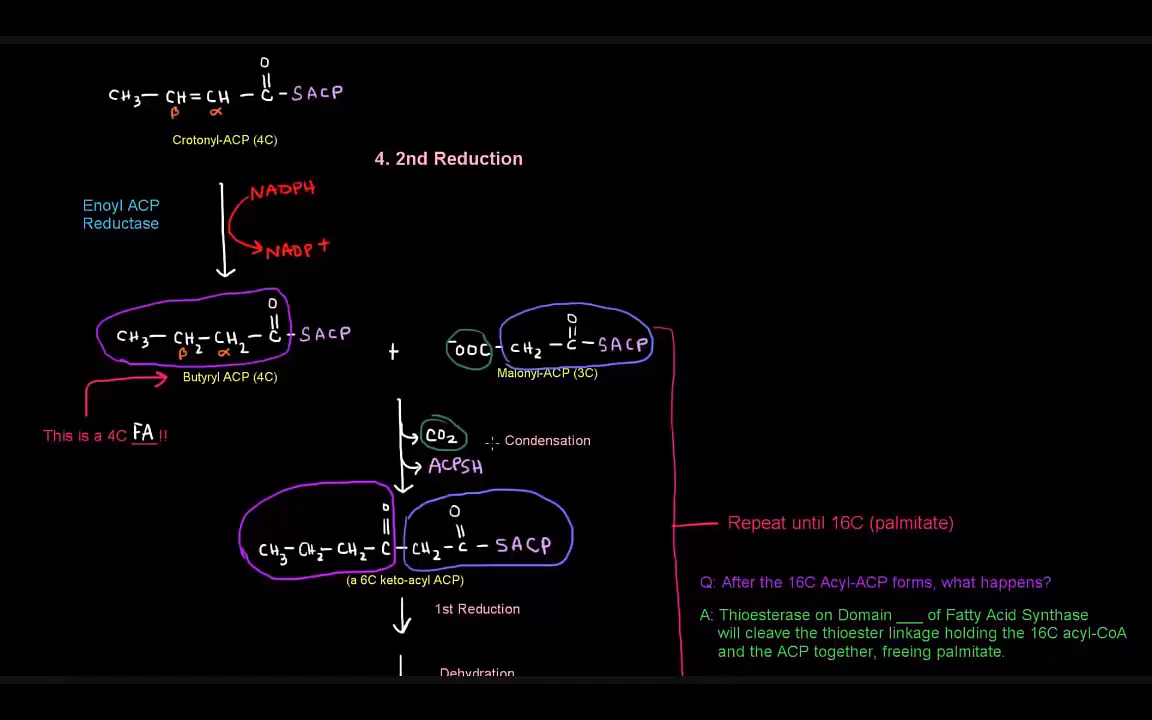 O
CH3 — CH = CH — C - SACP
β α
Crotonyl-ACP (4C)
4. 2nd Reduction
Enoyl ACP
Reductase
NADPH
NADP+
O
CH3 — CH2 — CH2 — C - SACP
β α
Butyryl ACP (4C)
+
O
-OOC - CH2 — C - SACP
Malonyl-ACP (3C)
This is a 4C FA !!
CO2
Condensation
ACPSH
O O
CH3 - CH2 - CH2 - C - CH2 - C - SACP
(a 6C keto-acyl ACP)
1st Reduction
Dehydration
Repeat until 16C (palmitate)
Q: After the 16C Acyl-ACP forms, what happens?
A: Thioesterase on Domain ___ of Fatty Acid Synthase
will cleave the thioester linkage holding the 16C acyl-CoA
and the ACP together, freeing palmitate.